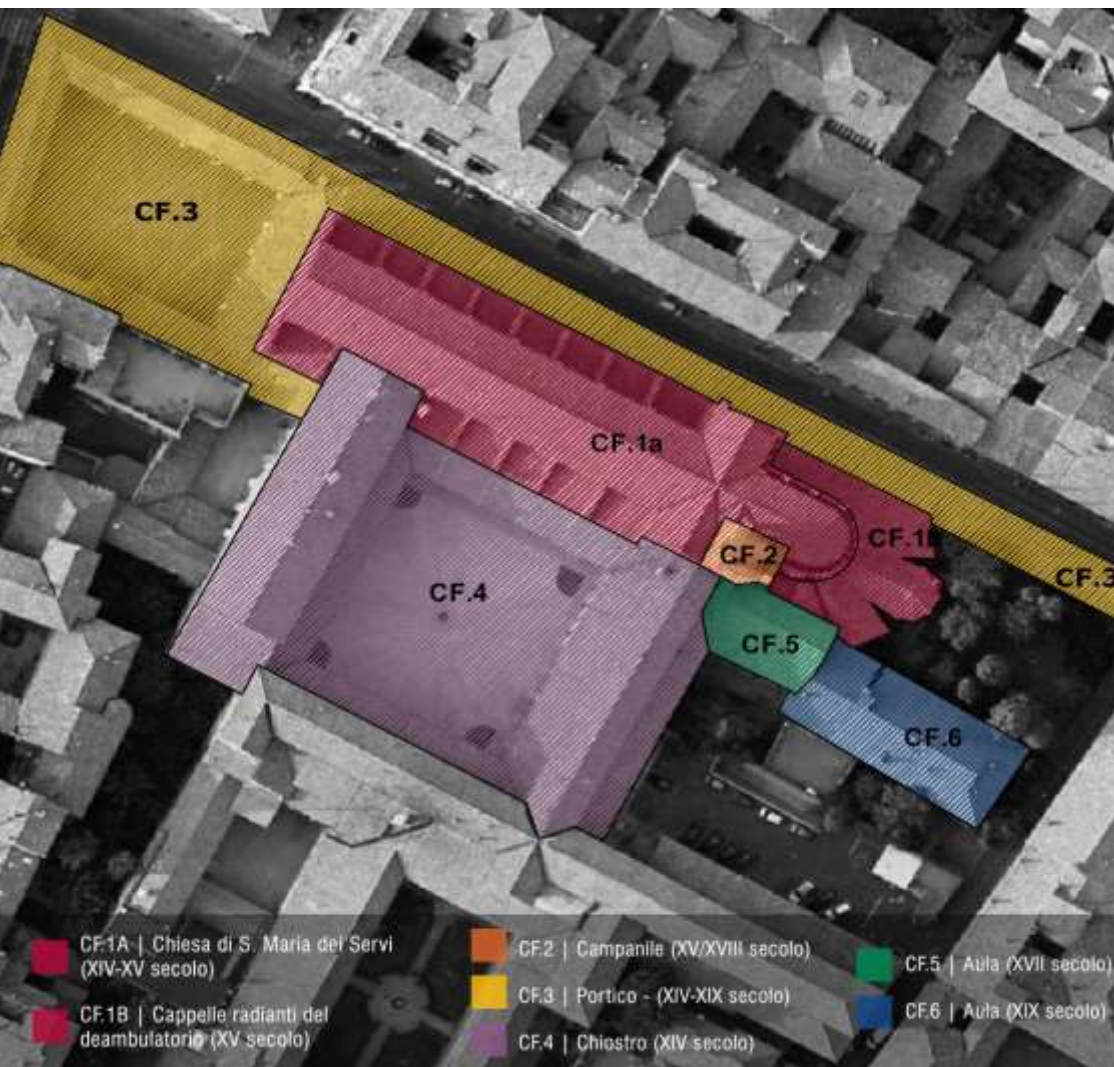 CF.3
CF.1a
CF.1
CF.2
CF.3
CF.4
CF.5
CF.6
CF.1A | Chiesa di S. Maria dei Servi
(XIV-XV secolo)
CF.1B | Cappelle radianti del
deambulatorio (XV secolo)
CF.2 | Campanile (XV/XVIII secolo)
CF.3 | Portico - (XIV-XIX secolo)
CF.4 | Chiostro (XIV secolo)
CF.5 | Aula (XVII secolo)
CF.6 | Aula (XIX secolo)